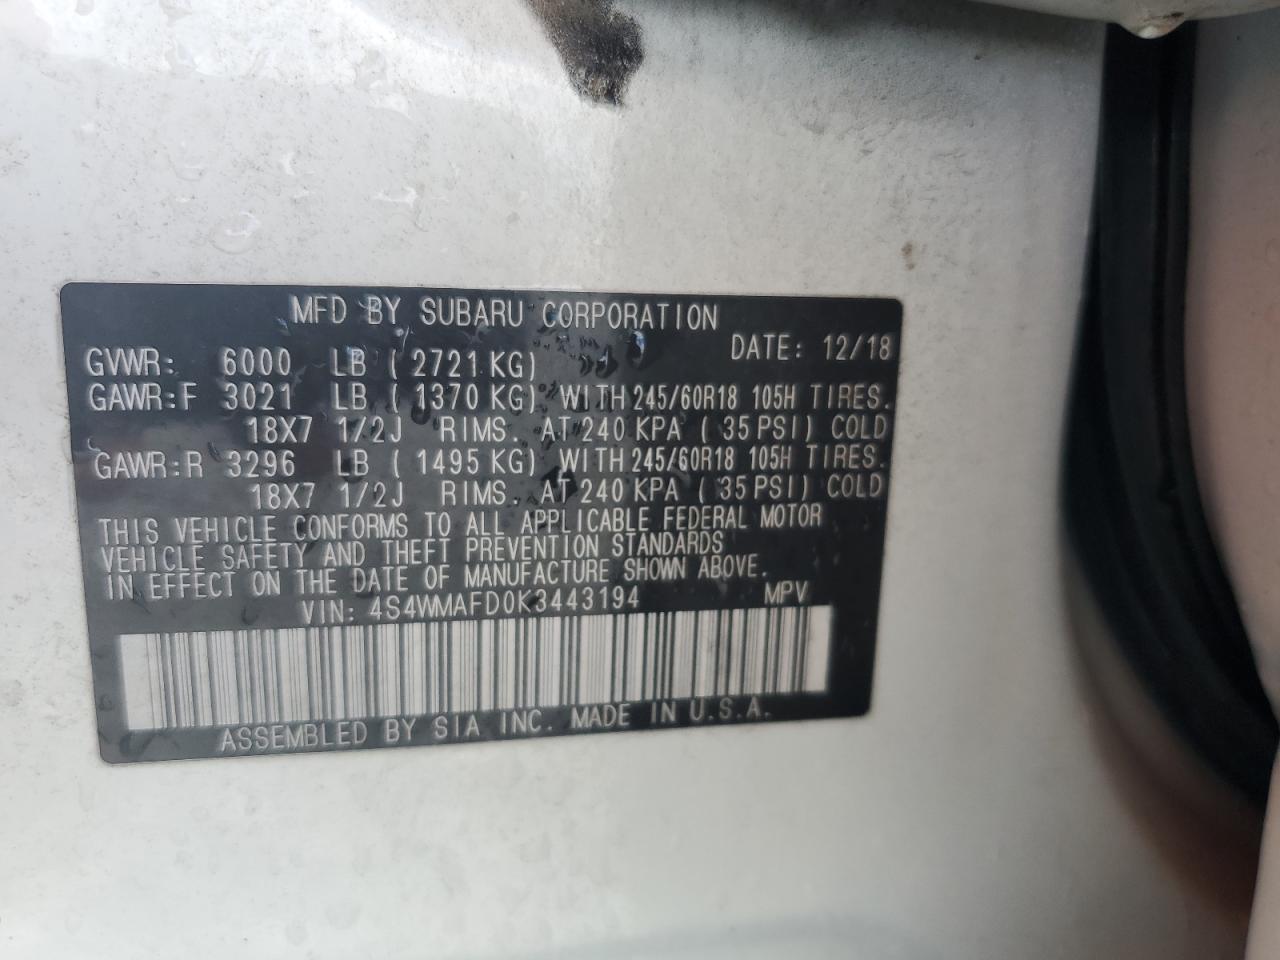 MFD BY SUBARU CORPORATION
DATE: 12/18
GVWR: 6000 LB ( 2721 KG)
GAWR:F 3021 LB ( 1370 KG) WITH 245/60R18 105H TIRES.
18X7 1/2J RIMS. AT 240 KPA ( 35 PSI) COLD
GAWR:R 3296 LB ( 1495 KG) WITH 245/60R18 105H TIRES.
18X7 1/2J RIMS. AT 240 KPA ( 35 PSI) COLD
THIS VEHICLE CONFORMS TO ALL APPLICABLE FEDERAL MOTOR
VEHICLE SAFETY AND THEFT PREVENTION STANDARDS
IN EFFECT ON THE DATE OF MANUFACTURE SHOWN ABOVE.
VIN: 4S4WMAFD0K3443194 MPV
ASSEMBLED BY SIA INC. MADE IN U.S.A.